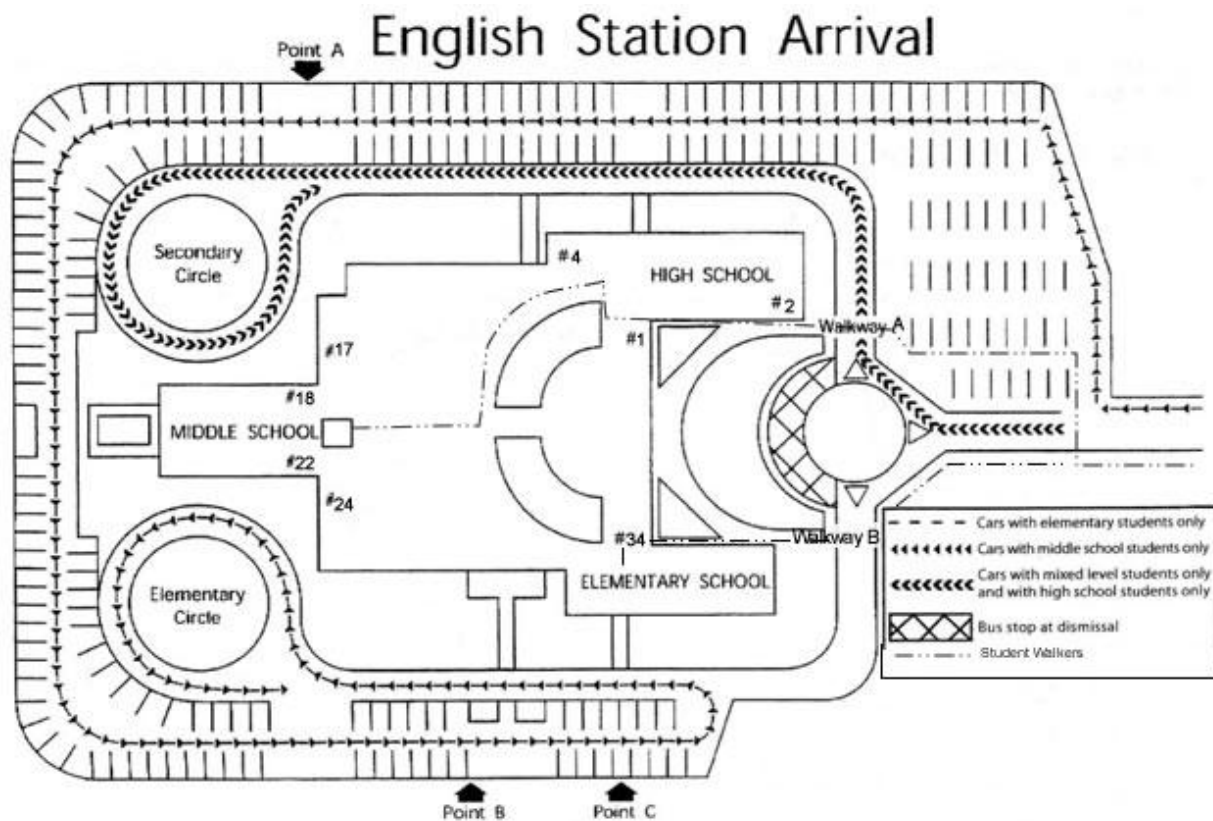 English Station Arrival
Point A
Secondary
Circle
#4
HIGH SCHOOL
#2
#1
Walkway A
#17
#18
MIDDLE SCHOOL
#22
#24
#34
Walkway B
ELEMENTARY SCHOOL
Elementary
Circle
Cars with elementary students only
Cars with middle school students only
Cars with mixed level students only
and with high school students only
Bus stop at dismissal
Student Walkers
Point B
Point C